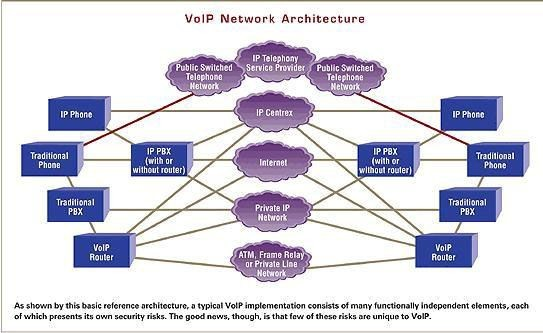 VoIP Network Architecture
IP Telephony
Service Provider
Public Switched
Telephone
Network
Public Switched
Telephone
Network
IP Phone
IP Centrex
IP Phone
Traditional
Phone
IP PBX
(with or
without router)
Internet
IP PBX
(with or
without router)
Traditional
Phone
Traditional
PBX
Private IP
Network
Traditional
PBX
VoIP
Router
ATM, Frame Relay
or Private Line
Network
VoIP
Router
As shown by this basic reference architecture, a typical VoIP implementation consists of many functionally independent elements, each
of which presents its own security risks. The good news, though, is that few of these risks are unique to VoIP.